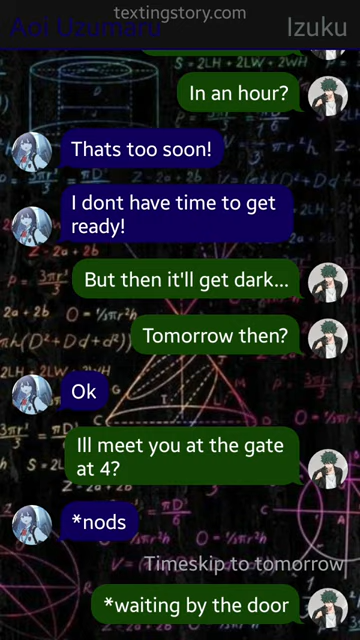 textingstory.com
Aoi Uzumaru
Izuku
In an hour?
Thats too soon!
I dont have time to get
ready!
But then it'll get dark...
Tomorrow then?
Ok
Ill meet you at the gate
at 4?
*nods
Timeskip to tomorrow
*waiting by the door